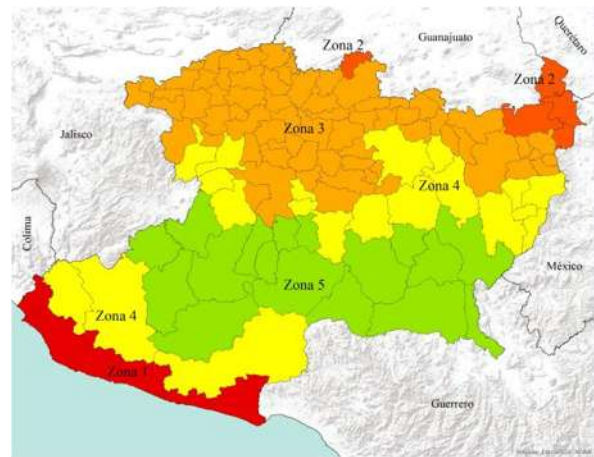 Zona 2
Guanajuato
Querétaro
Zona 2
Jalisco
Zona 3
Zona 4
Colima
México
Zona 5
Zona 4
Zona 1
Guerrero